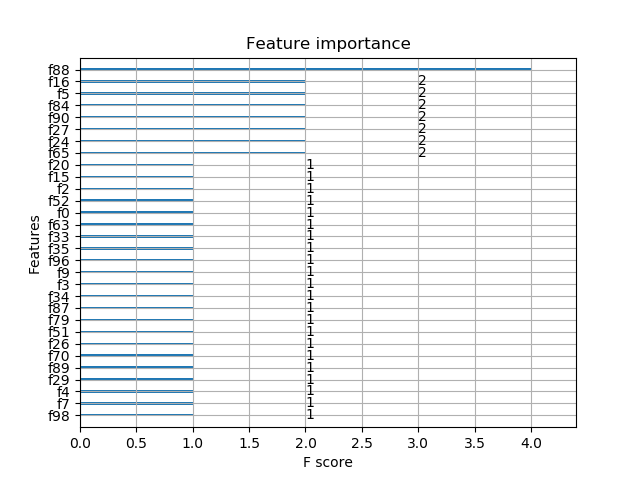 Feature importance
f88
f16 2
f5 2
f84 2
f90 2
f27 2
f24 2
f65 2
f20 1
f15 1
f2 1
f52 1
f0 1
f63 1
f33 1
f35 1
f96 1
f9 1
f3 1
f34 1
f87 1
f79 1
f51 1
f26 1
f70 1
f89 1
f29 1
f4 1
f7 1
f98 1
Features
0.0 0.5 1.0 1.5 2.0 2.5 3.0 3.5 4.0
F score